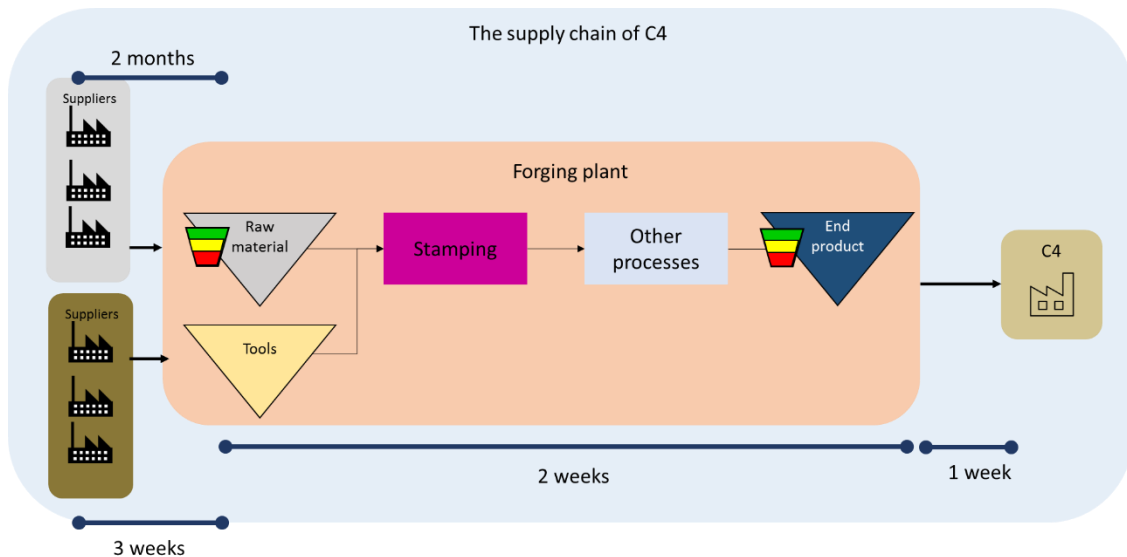 The supply chain of C4
2 months
Suppliers
Forging plant
Raw
material
Stamping
Other
processes
End
product
C4
Suppliers
Tools
2 weeks
1 week
3 weeks